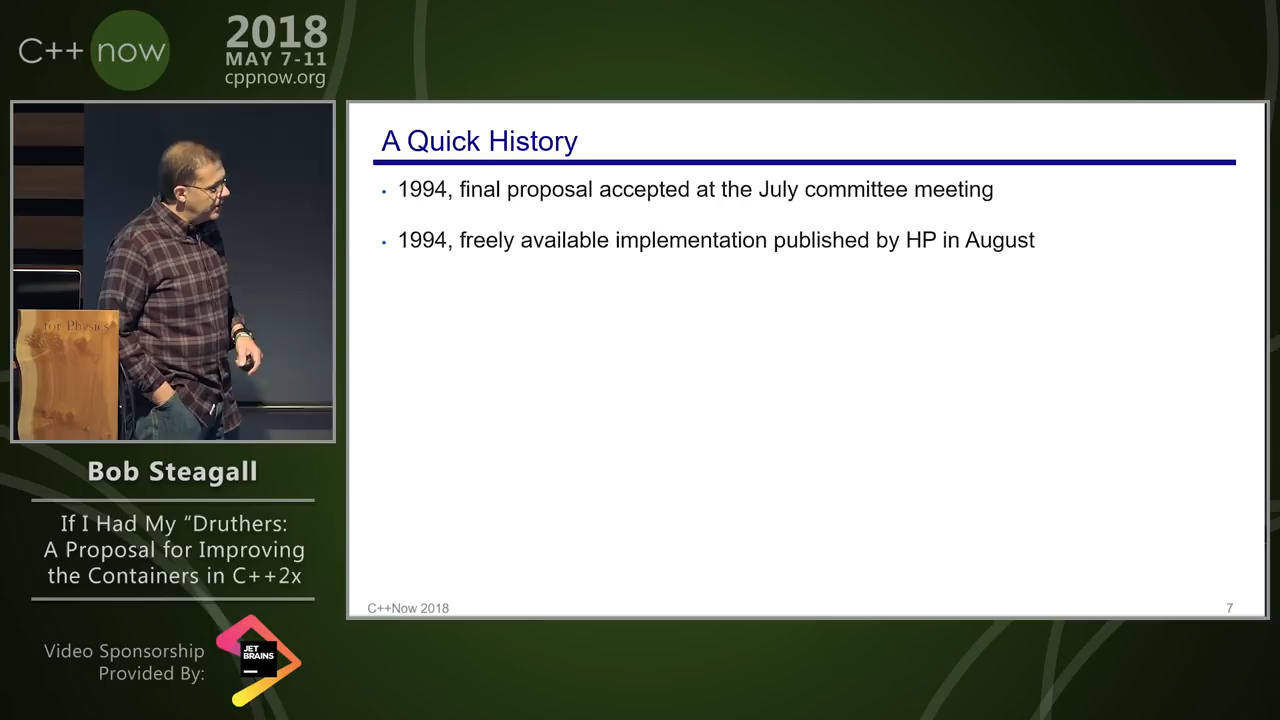 C++ now
2018
MAY 7-11
cppnow.org
for Physics
Bob Steagall
If I Had My “Druthers:
A Proposal for Improving
the Containers in C++2x
Video Sponsorship
Provided By:
JET
BRAINS
A Quick History
• 1994, final proposal accepted at the July committee meeting
• 1994, freely available implementation published by HP in August
C++Now 2018
7